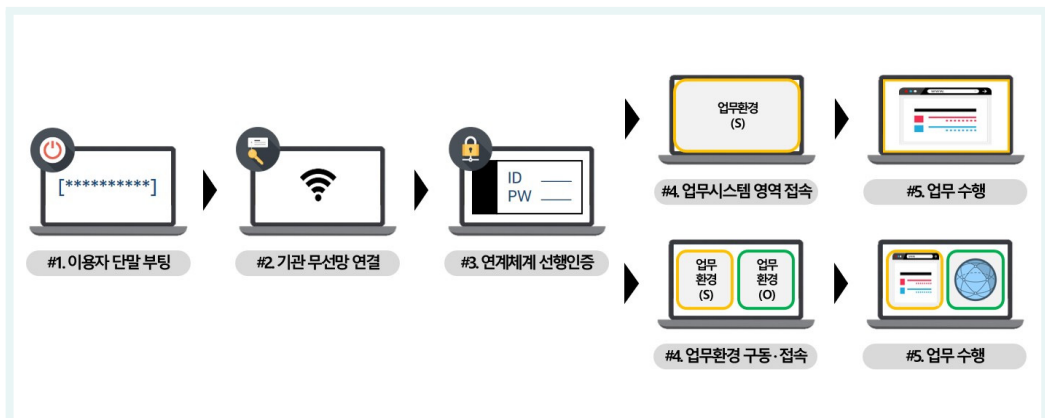 [**********]
#1. 이용자 단말 부팅
#2. 기관 무선망 연결
ID
PW
#3. 연계체계 선행인증
업무환경
(S)
#4. 업무시스템 영역 접속
#5. 업무 수행
업무
환경
(S)
업무
환경
(O)
#4. 업무환경 구동·접속
#5. 업무 수행